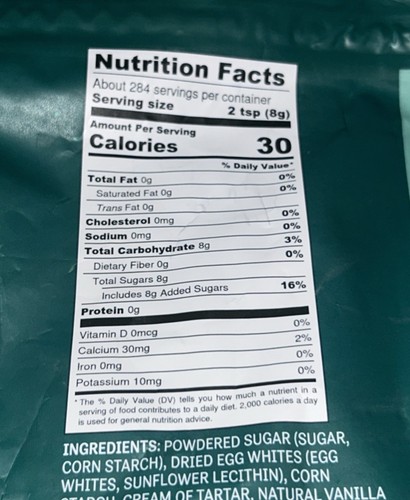 Nutrition Facts
About 284 servings per container
Serving size 2 tsp (8g)
Amount Per Serving
Calories 30
% Daily Value*
Total Fat 0g 0%
Saturated Fat 0g 0%
Trans Fat 0g
Cholesterol 0mg 0%
Sodium 0mg 0%
Total Carbohydrate 8g 3%
Dietary Fiber 0g 0%
Total Sugars 8g
Includes 8g Added Sugars 16%
Protein 0g
Vitamin D 0mcg 0%
Calcium 30mg 2%
Iron 0mg 0%
Potassium 10mg 0%
* The % Daily Value (DV) tells you how much a nutrient in a
serving of food contributes to a daily diet. 2,000 calories a day
is used for general nutrition advice.
INGREDIENTS: POWDERED SUGAR (SUGAR,
CORN STARCH), DRIED EGG WHITES (EGG
WHITES, SUNFLOWER LECITHIN), CORN
STARCH, CREAM OF TARTAR, NATURAL VANILLA